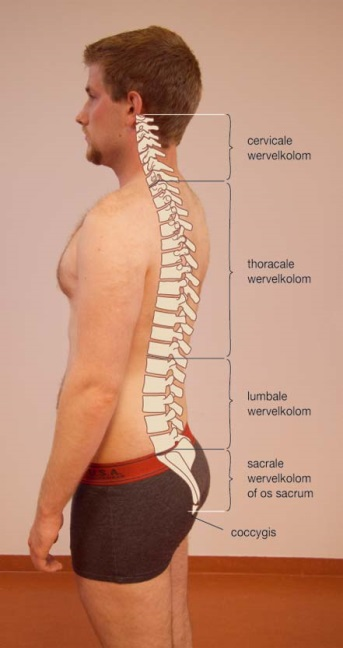 cervicale
wervelkolom
thoracale
wervelkolom
lumbale
wervelkolom
sacrale
wervelkolom
of os sacrum
coccygis